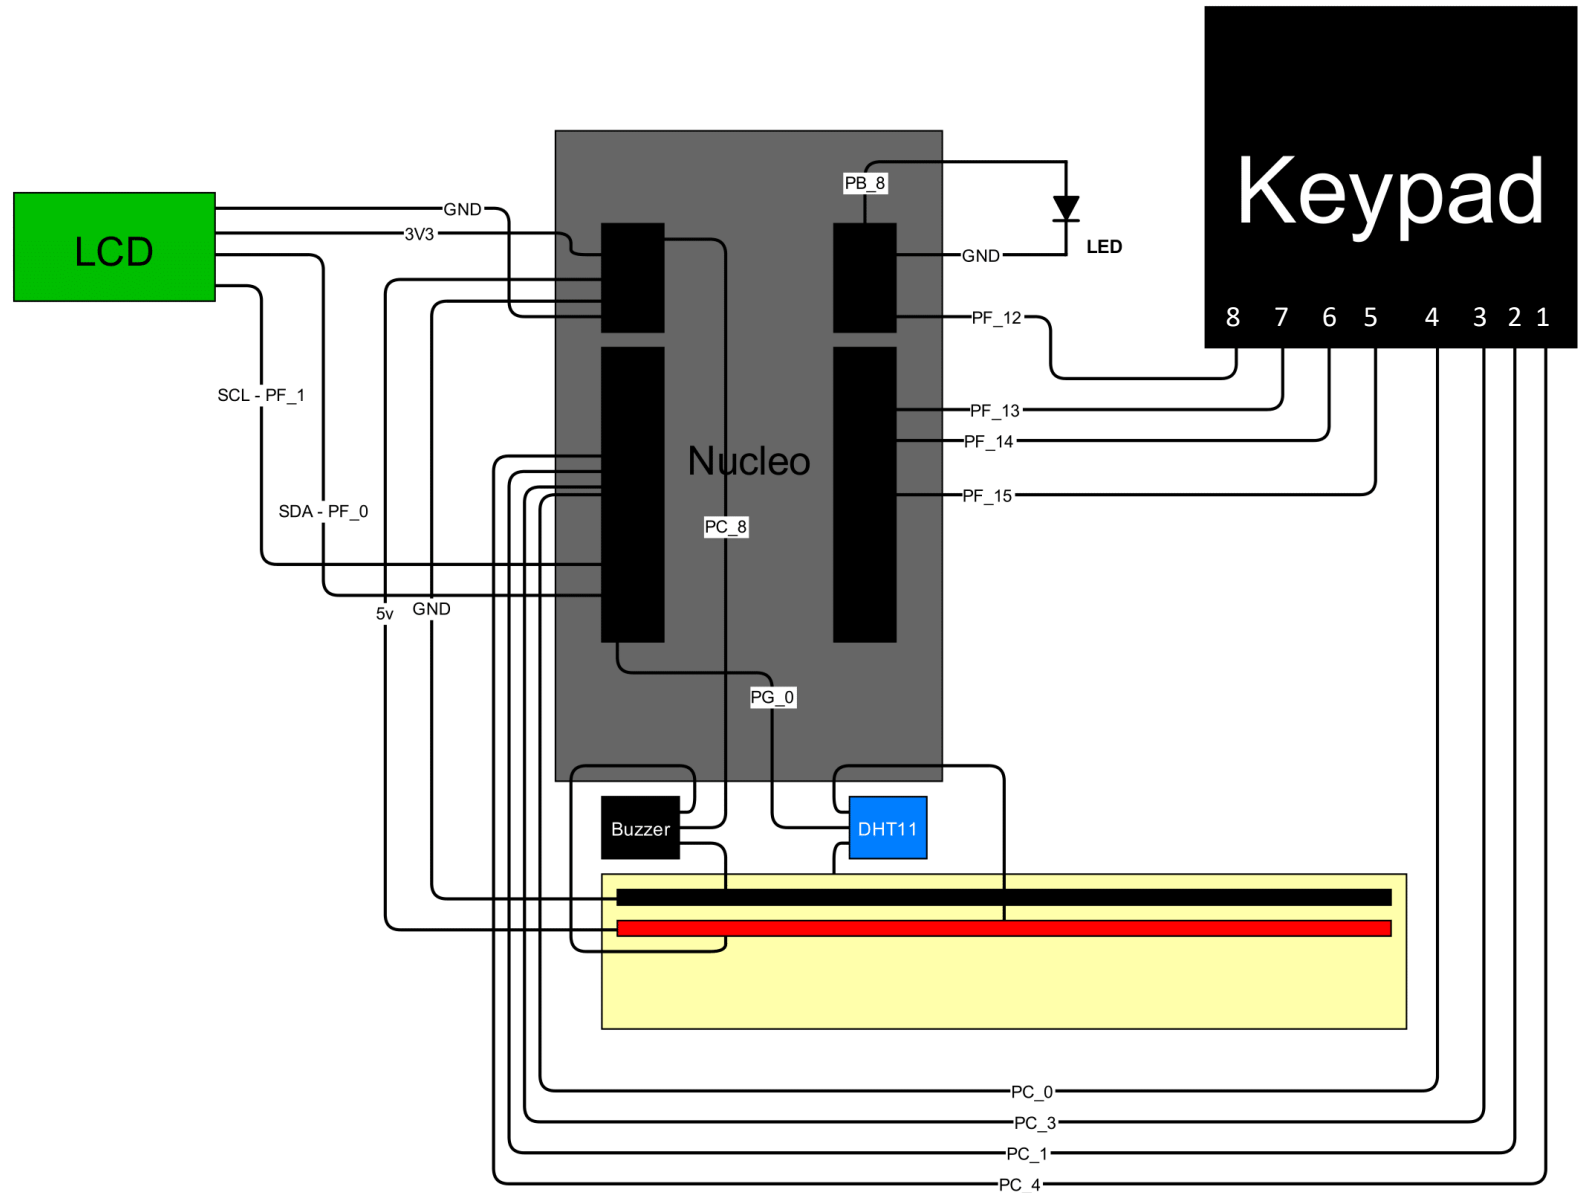 Keypad
8 7 6 5 4 3 2 1
PB_8
LED
GND
LCD
GND
3V3
PF_12
SCL - PF_1
PF_13
PF_14
Nucleo
PF_15
SDA - PF_0
PC_8
5v
GND
PG_0
Buzzer
DHT11
PC_0
PC_3
PC_1
PC_4